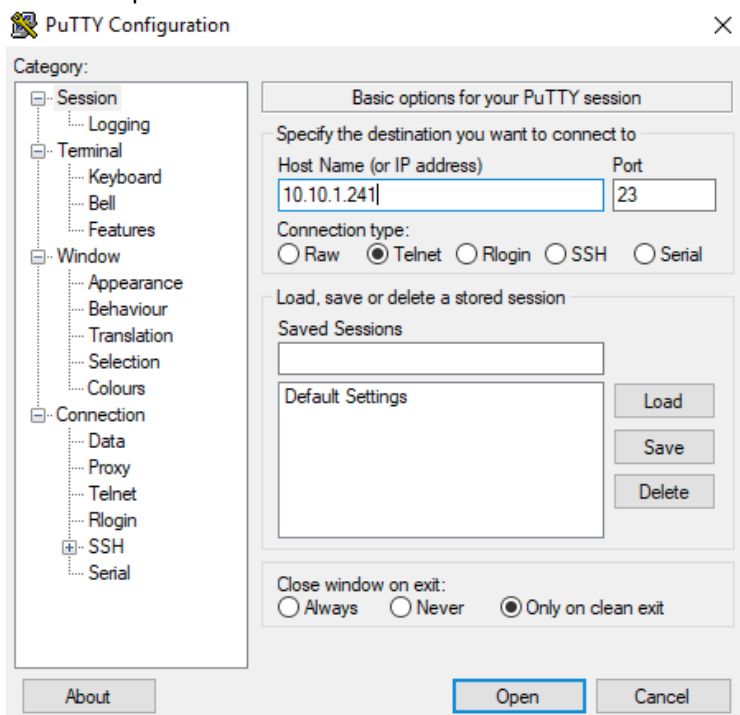 PuTTY Configuration
Category:
Session
Logging
Terminal
Keyboard
Bell
Features
Window
Appearance
Behaviour
Translation
Selection
Colours
Connection
Data
Proxy
Telnet
Rlogin
SSH
Serial
Basic options for your PuTTY session
Specify the destination you want to connect to
Host Name (or IP address) Port
10.10.1.241 23
Connection type:
Raw Telnet Rlogin SSH Serial
Load, save or delete a stored session
Saved Sessions
Default Settings
Load
Save
Delete
Close window on exit:
Always Never Only on clean exit
About Open Cancel